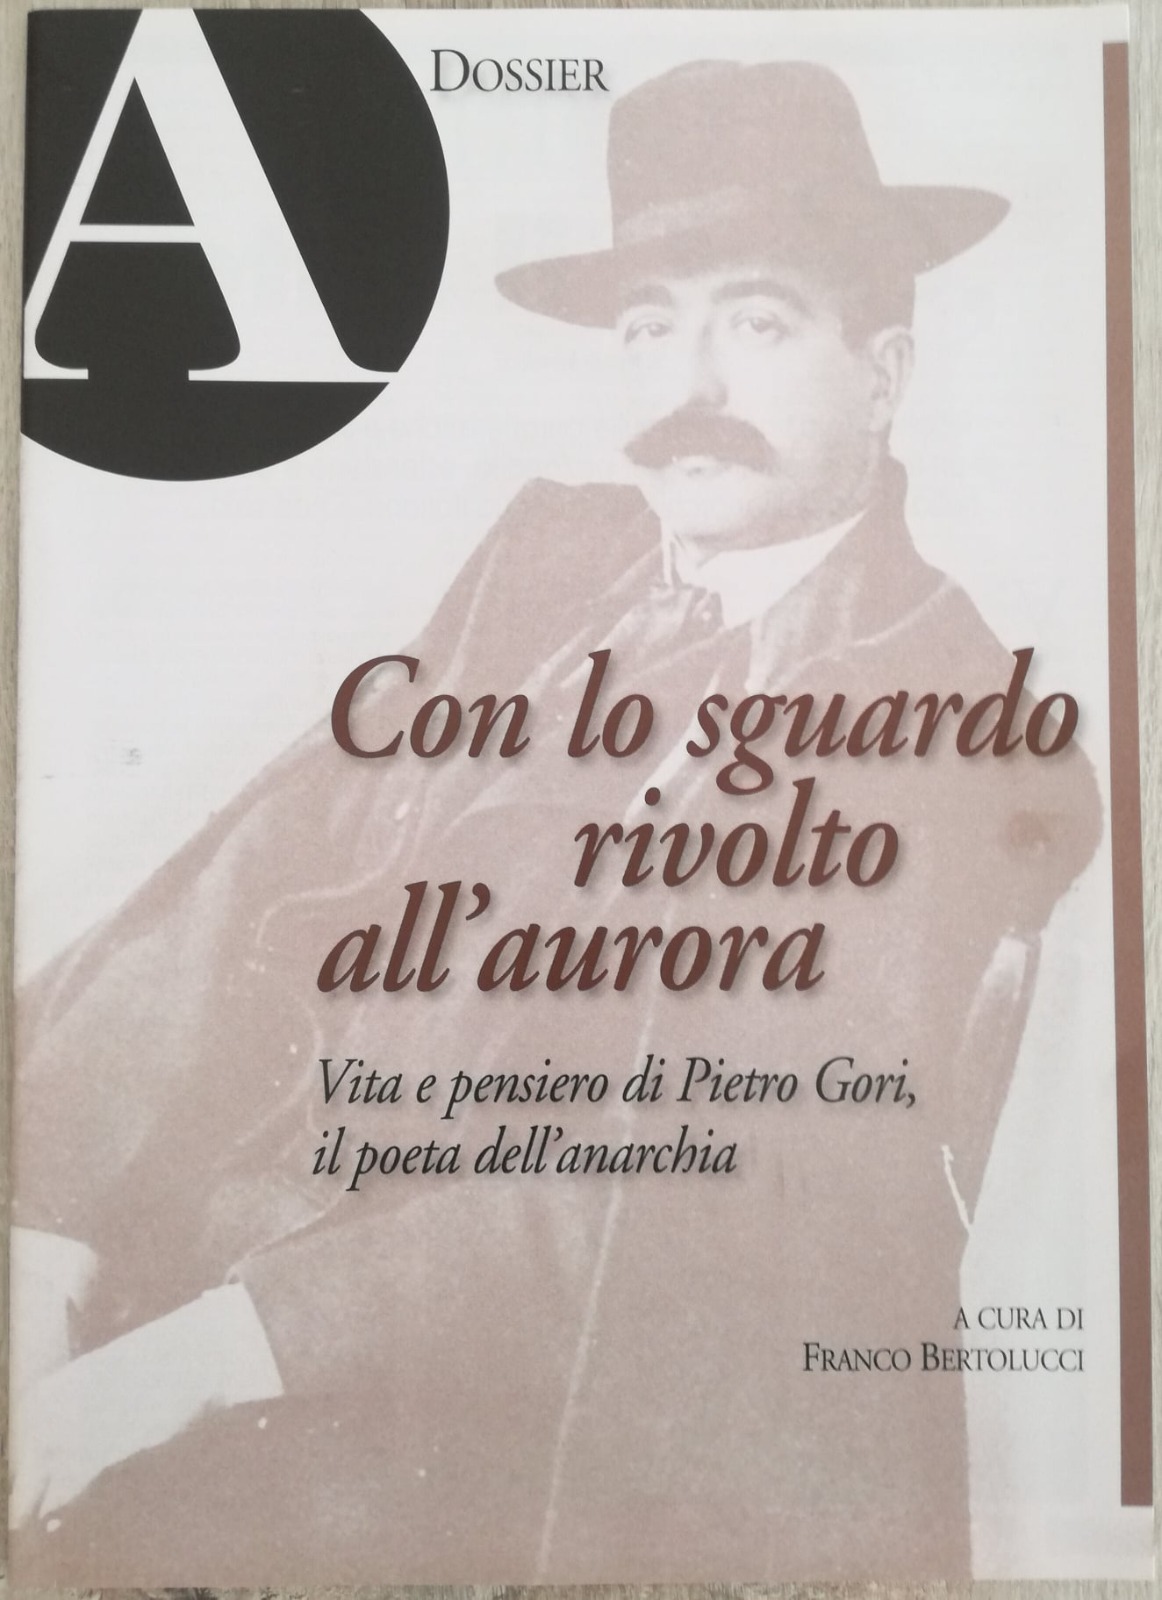 A
DOSSIER
Con lo sguardo
rivolto
all’aurora
Vita e pensiero di Pietro Gori,
il poeta dell’anarchia
A CURA DI
FRANCO BERTOLUCCI